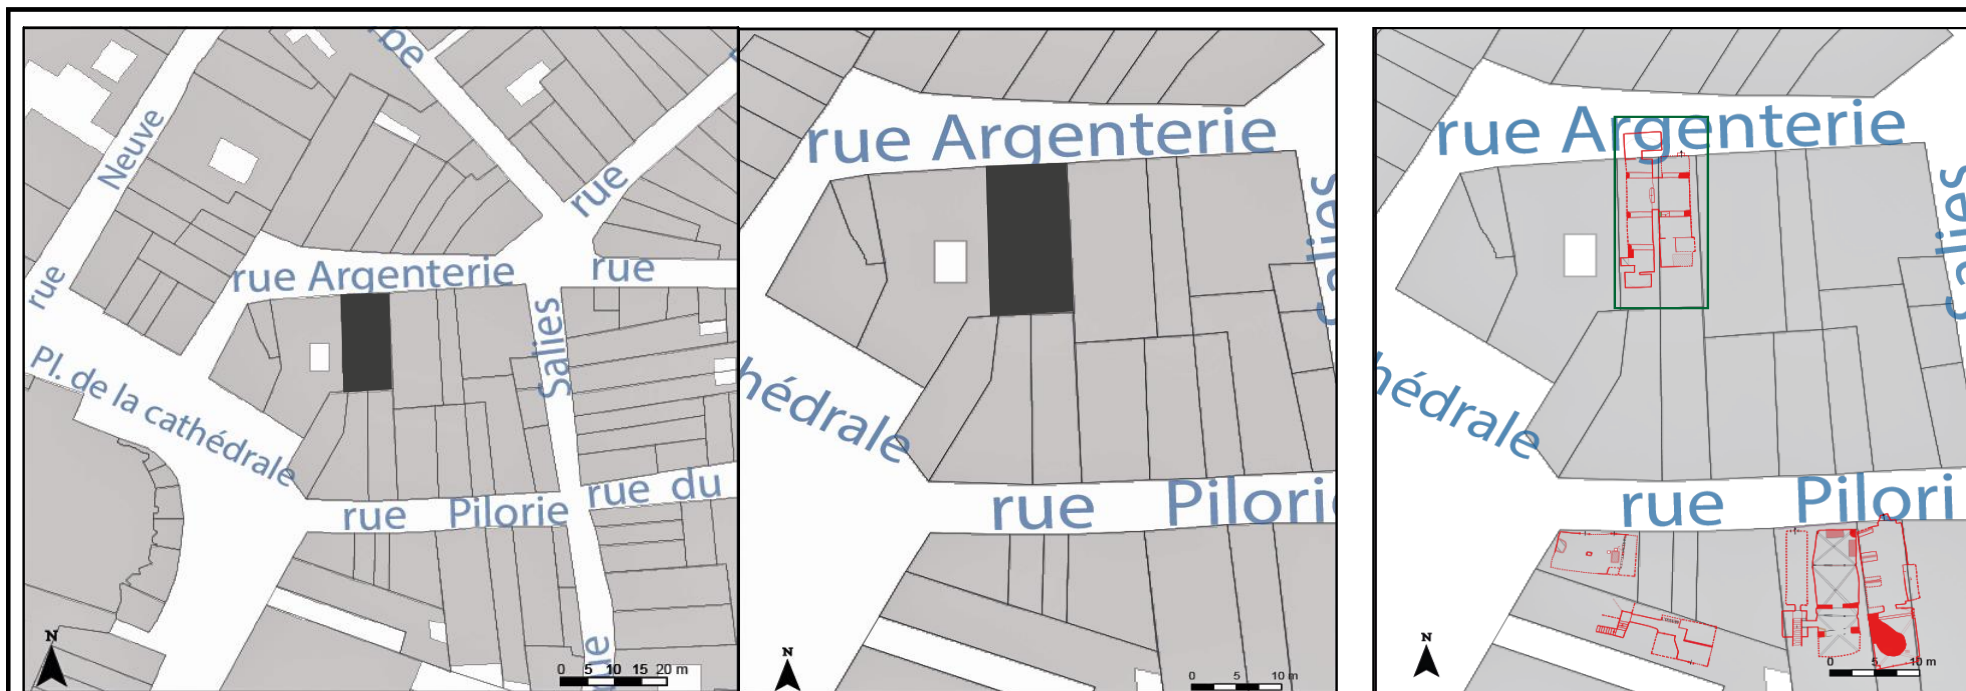 Neuve
rue
rue
rue Argenterie
rue
Salies
Pl. de la cathédrale
rue Pilorie
rue du
N
0 5 10 15 20 m
rue Argenterie
hédrale
rue Pilori
N
0 5 10 m
rue Argenterie
Salies
hédrale
rue Pilori
N
0 5 10 m